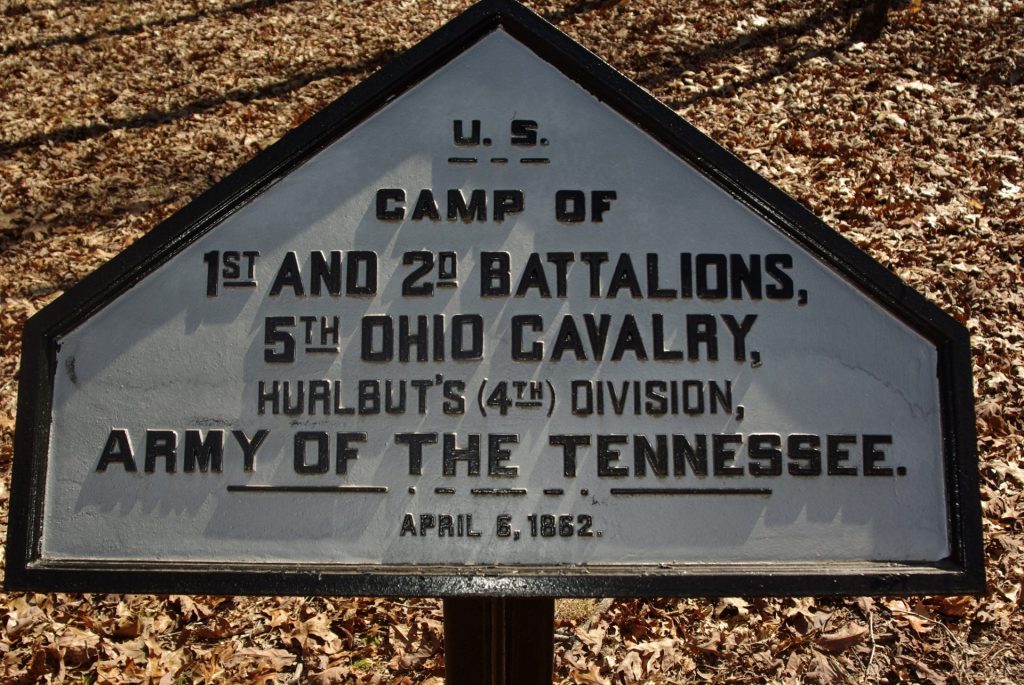 U. S.
CAMP OF
1ST AND 2D BATTALIONS,
5TH OHIO CAVALRY,
HURLBUT'S (4TH) DIVISION,
ARMY OF THE TENNESSEE.
APRIL 6, 1862.